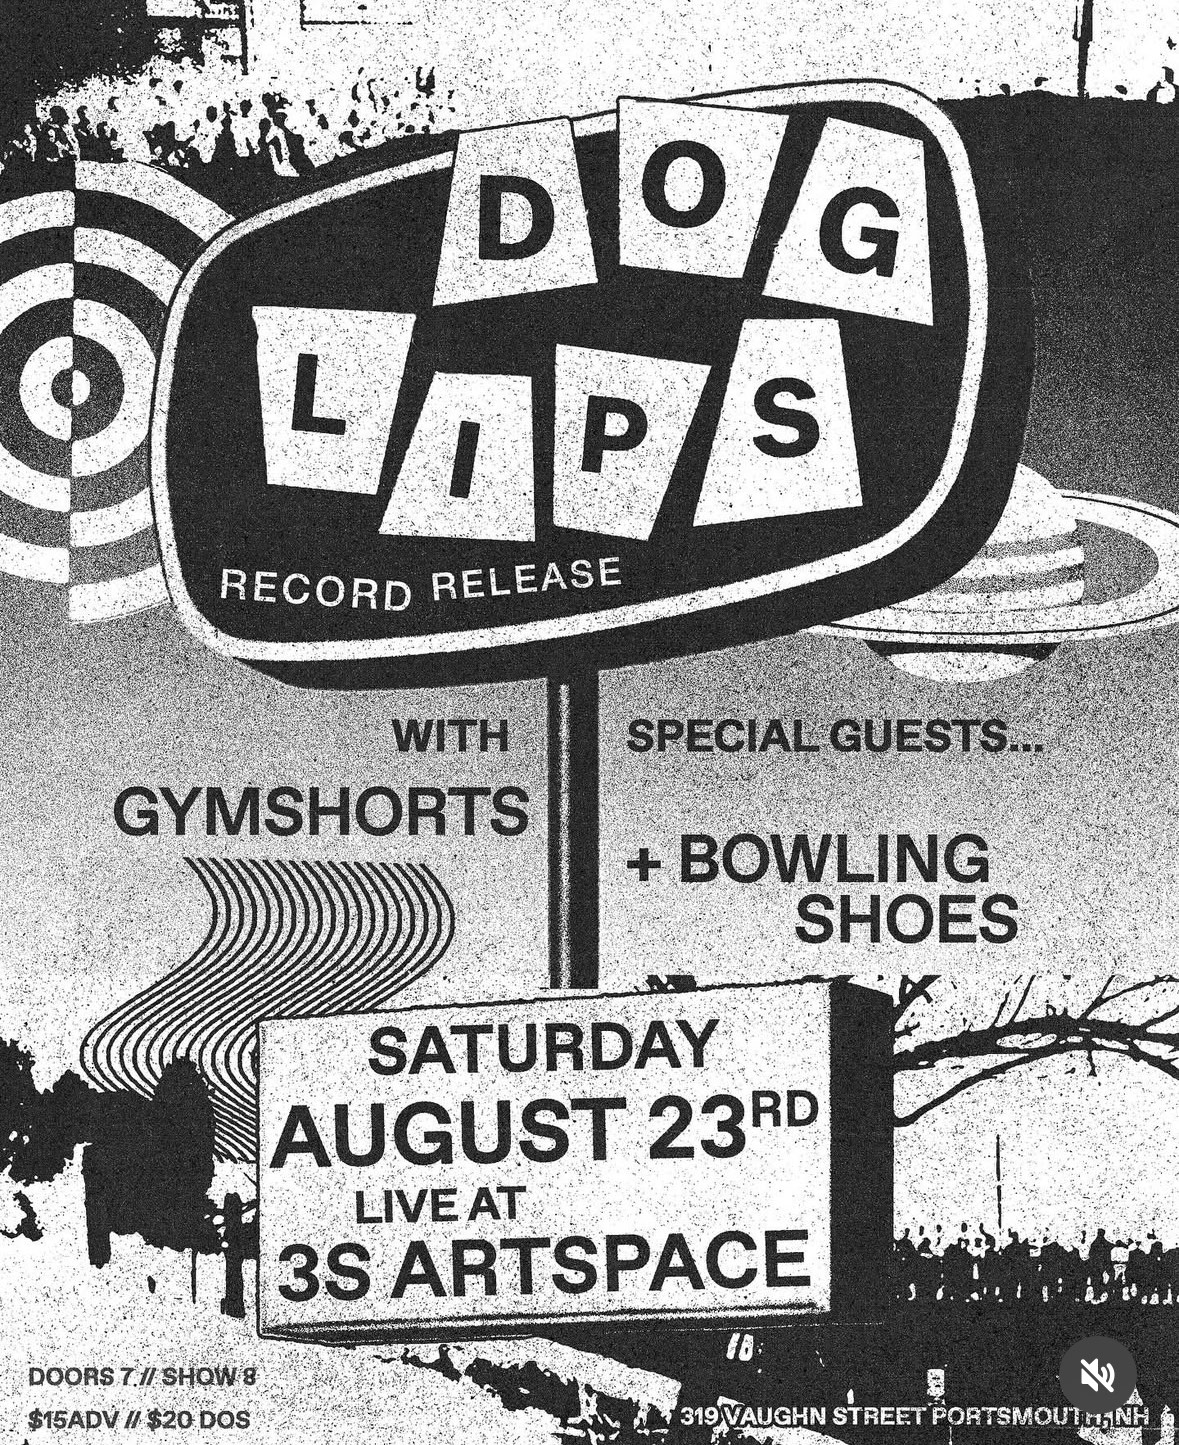 DOG
LIPS
RECORD RELEASE
WITH SPECIAL GUESTS...
GYMSHORTS
+ BOWLING
SHOES
SATURDAY
AUGUST 23RD
LIVE AT
3S ARTSPACE
DOORS 7 // SHOW 8
$15ADV // $20 DOS
319 VAUGHN STREET PORTSMOUTH, NH